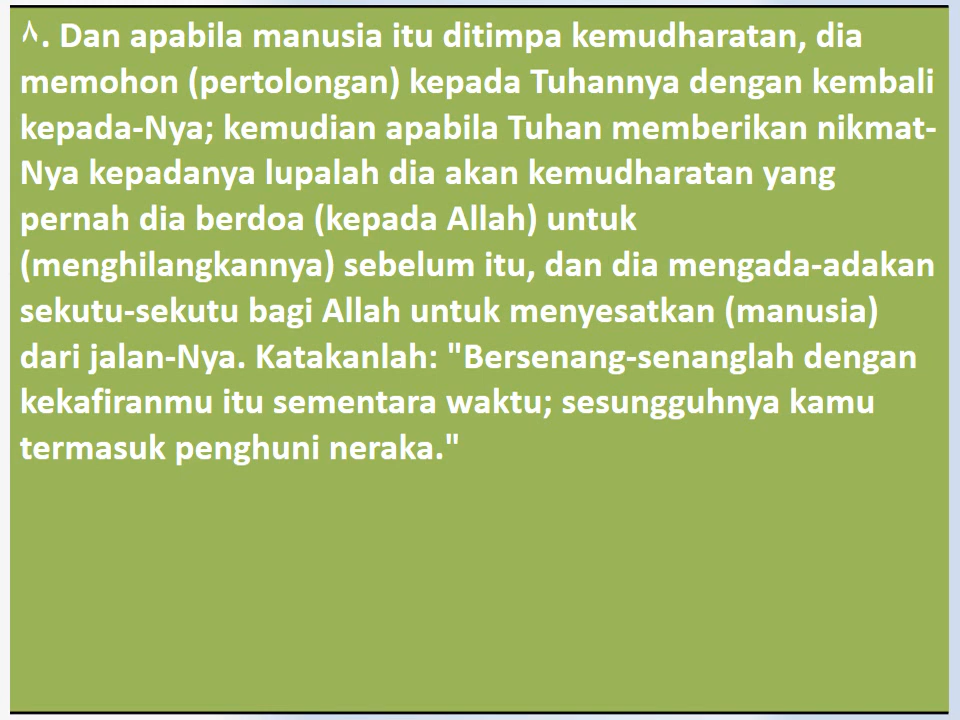 ٨. Dan apabila manusia itu ditimpa kemudharatan, dia
memohon (pertolongan) kepada Tuhannya dengan kembali
kepada-Nya; kemudian apabila Tuhan memberikan nikmat-
Nya kepadanya lupalah dia akan kemudharatan yang
pernah dia berdoa (kepada Allah) untuk
(menghilangkannya) sebelum itu, dan dia mengada-adakan
sekutu-sekutu bagi Allah untuk menyesatkan (manusia)
dari jalan-Nya. Katakanlah: "Bersenang-senanglah dengan
kekafiranmu itu sementara waktu; sesungguhnya kamu
termasuk penghuni neraka."